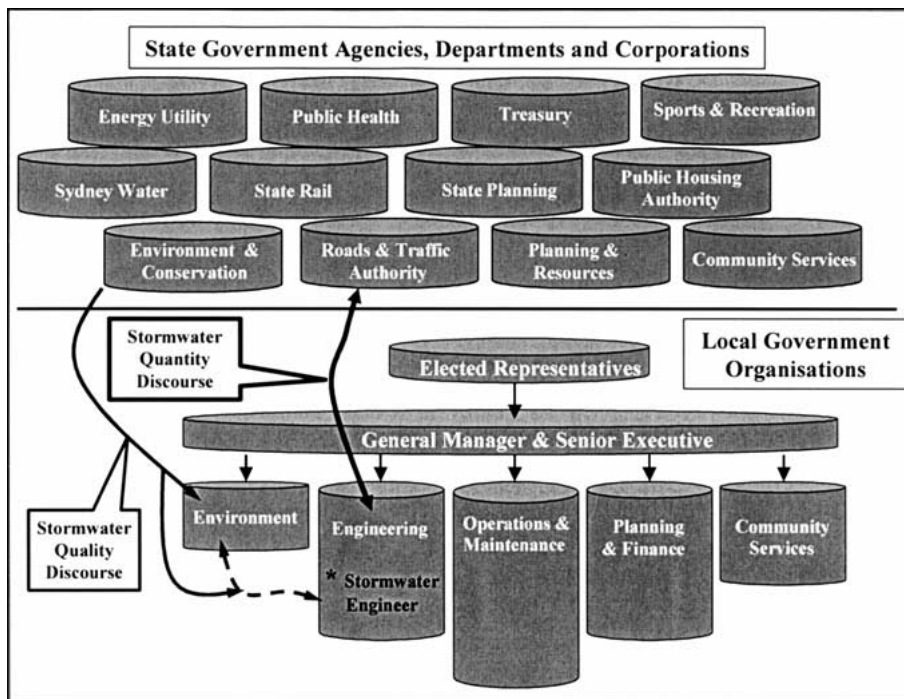 State Government Agencies, Departments and Corporations
Energy Utility
Public Health
Treasury
Sports & Recreation
Sydney Water
State Rail
State Planning
Public Housing
Authority
Environment &
Conservation
Roads & Traffic
Authority
Planning &
Resources
Community Services
Stormwater
Quantity
Discourse
Local Government
Organisations
Elected Representatives
General Manager & Senior Executive
Stormwater
Quality
Discourse
Environment
Engineering
* Stormwater
Engineer
Operations &
Maintenance
Planning
& Finance
Community
Services